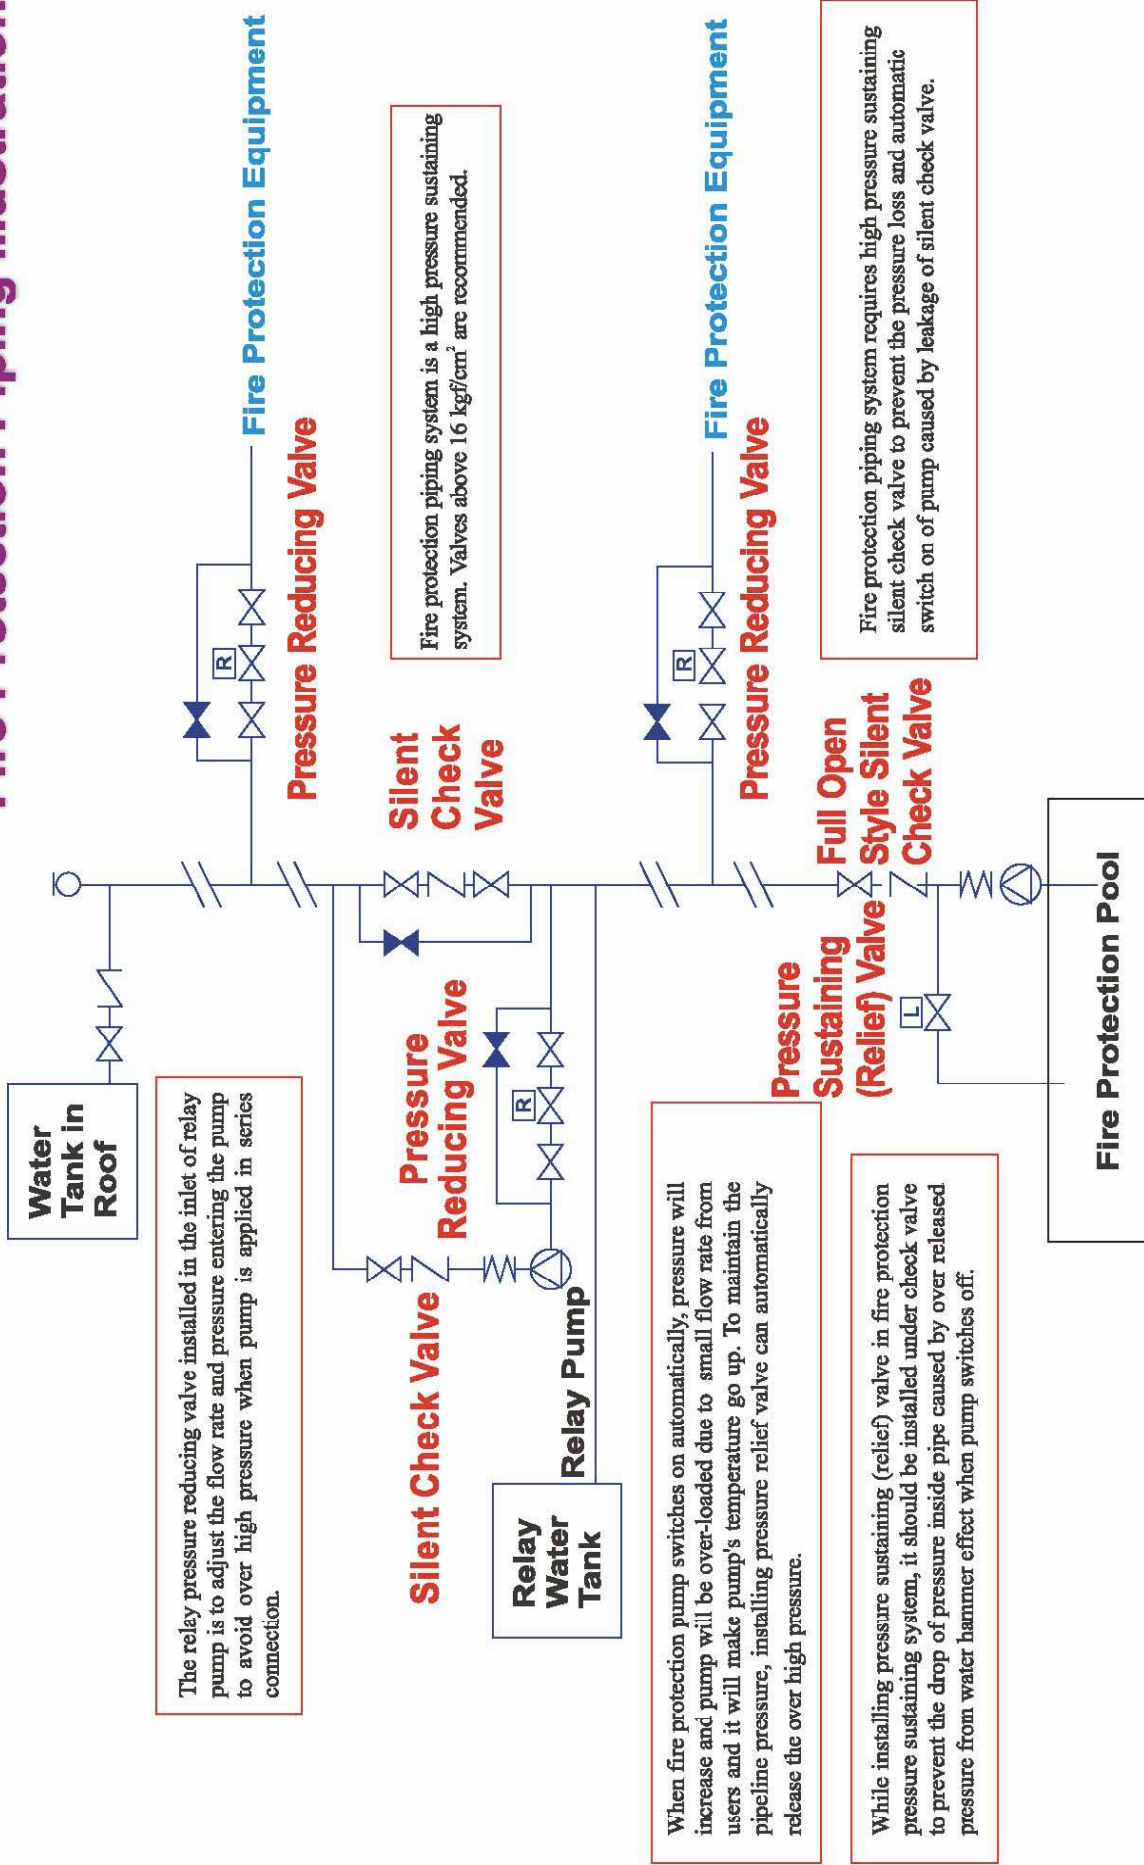 Fire Protection Piping Illustration
Water
Tank in
Roof
The relay pressure reducing valve installed in the inlet of relay
pump is to adjust the flow rate and pressure entering the pump
to avoid over high pressure when pump is applied in series
connection.
R
Fire Protection Equipment
Pressure Reducing Valve
Silent
Check
Valve
Fire protection piping system is a high pressure sustaining
system. Valves above 16 kgf/cm² are recommended.
Pressure
Reducing Valve
R
Silent Check Valve
Relay Pump
Relay
Water
Tank
R
Fire Protection Equipment
Pressure Reducing Valve
When fire protection pump switches on automatically, pressure will
increase and pump will be over-loaded due to small flow rate from
users and it will make pump's temperature go up. To maintain the
pipeline pressure, installing pressure relief valve can automatically
release the over high pressure.
Pressure
Sustaining
(Relief) Valve
Full Open
Style Silent
Check Valve
Fire protection piping system requires high pressure sustaining
silent check valve to prevent the pressure loss and automatic
switch on of pump caused by leakage of silent check valve.
L
While installing pressure sustaining (relief) valve in fire protection
pressure sustaining system, it should be installed under check valve
to prevent the drop of pressure inside pipe caused by over released
pressure from water hammer effect when pump switches off.
Fire Protection Pool